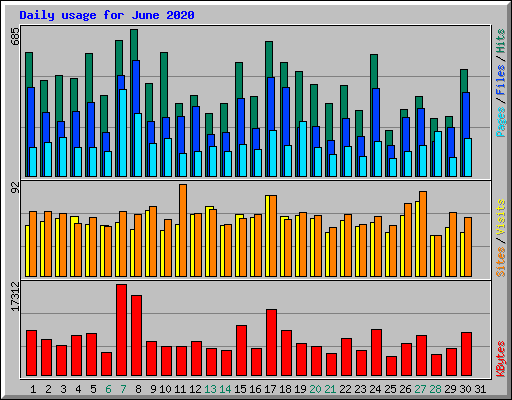 Daily usage for June 2020
685
Pages / Files / Hits
92
Sites / Visits
17312
KBytes
1 2 3 4 5 6 7 8 9 10 11 12 13 14 15 16 17 18 19 20 21 22 23 24 25 26 27 28 29 30 31